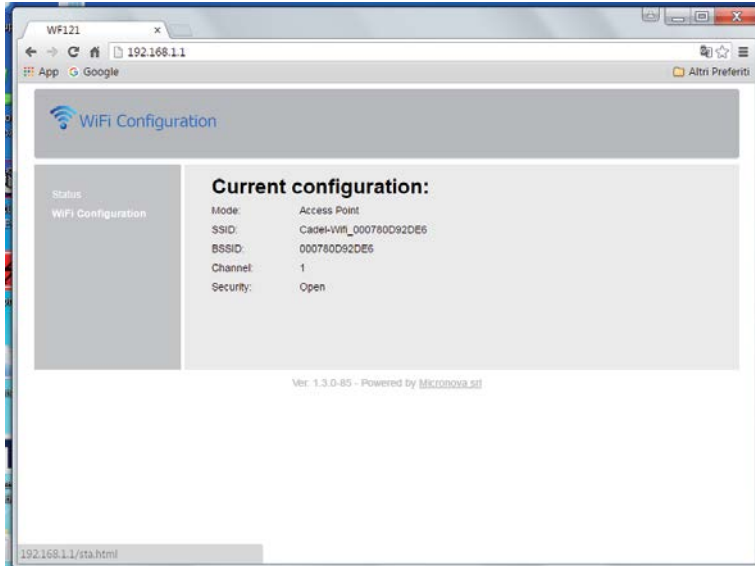 WF121
192.168.1.1
App Google Altri Preferiti
WiFi Configuration
Status
WiFi Configuration
Current configuration:
Mode: Access Point
SSID: Cadel-Wifi_000780D92DE6
BSSID: 000780D92DE6
Channel: 1
Security: Open
Ver. 1.3.0-85 - Powered by Micronova srl
192.168.1.1/sta.html